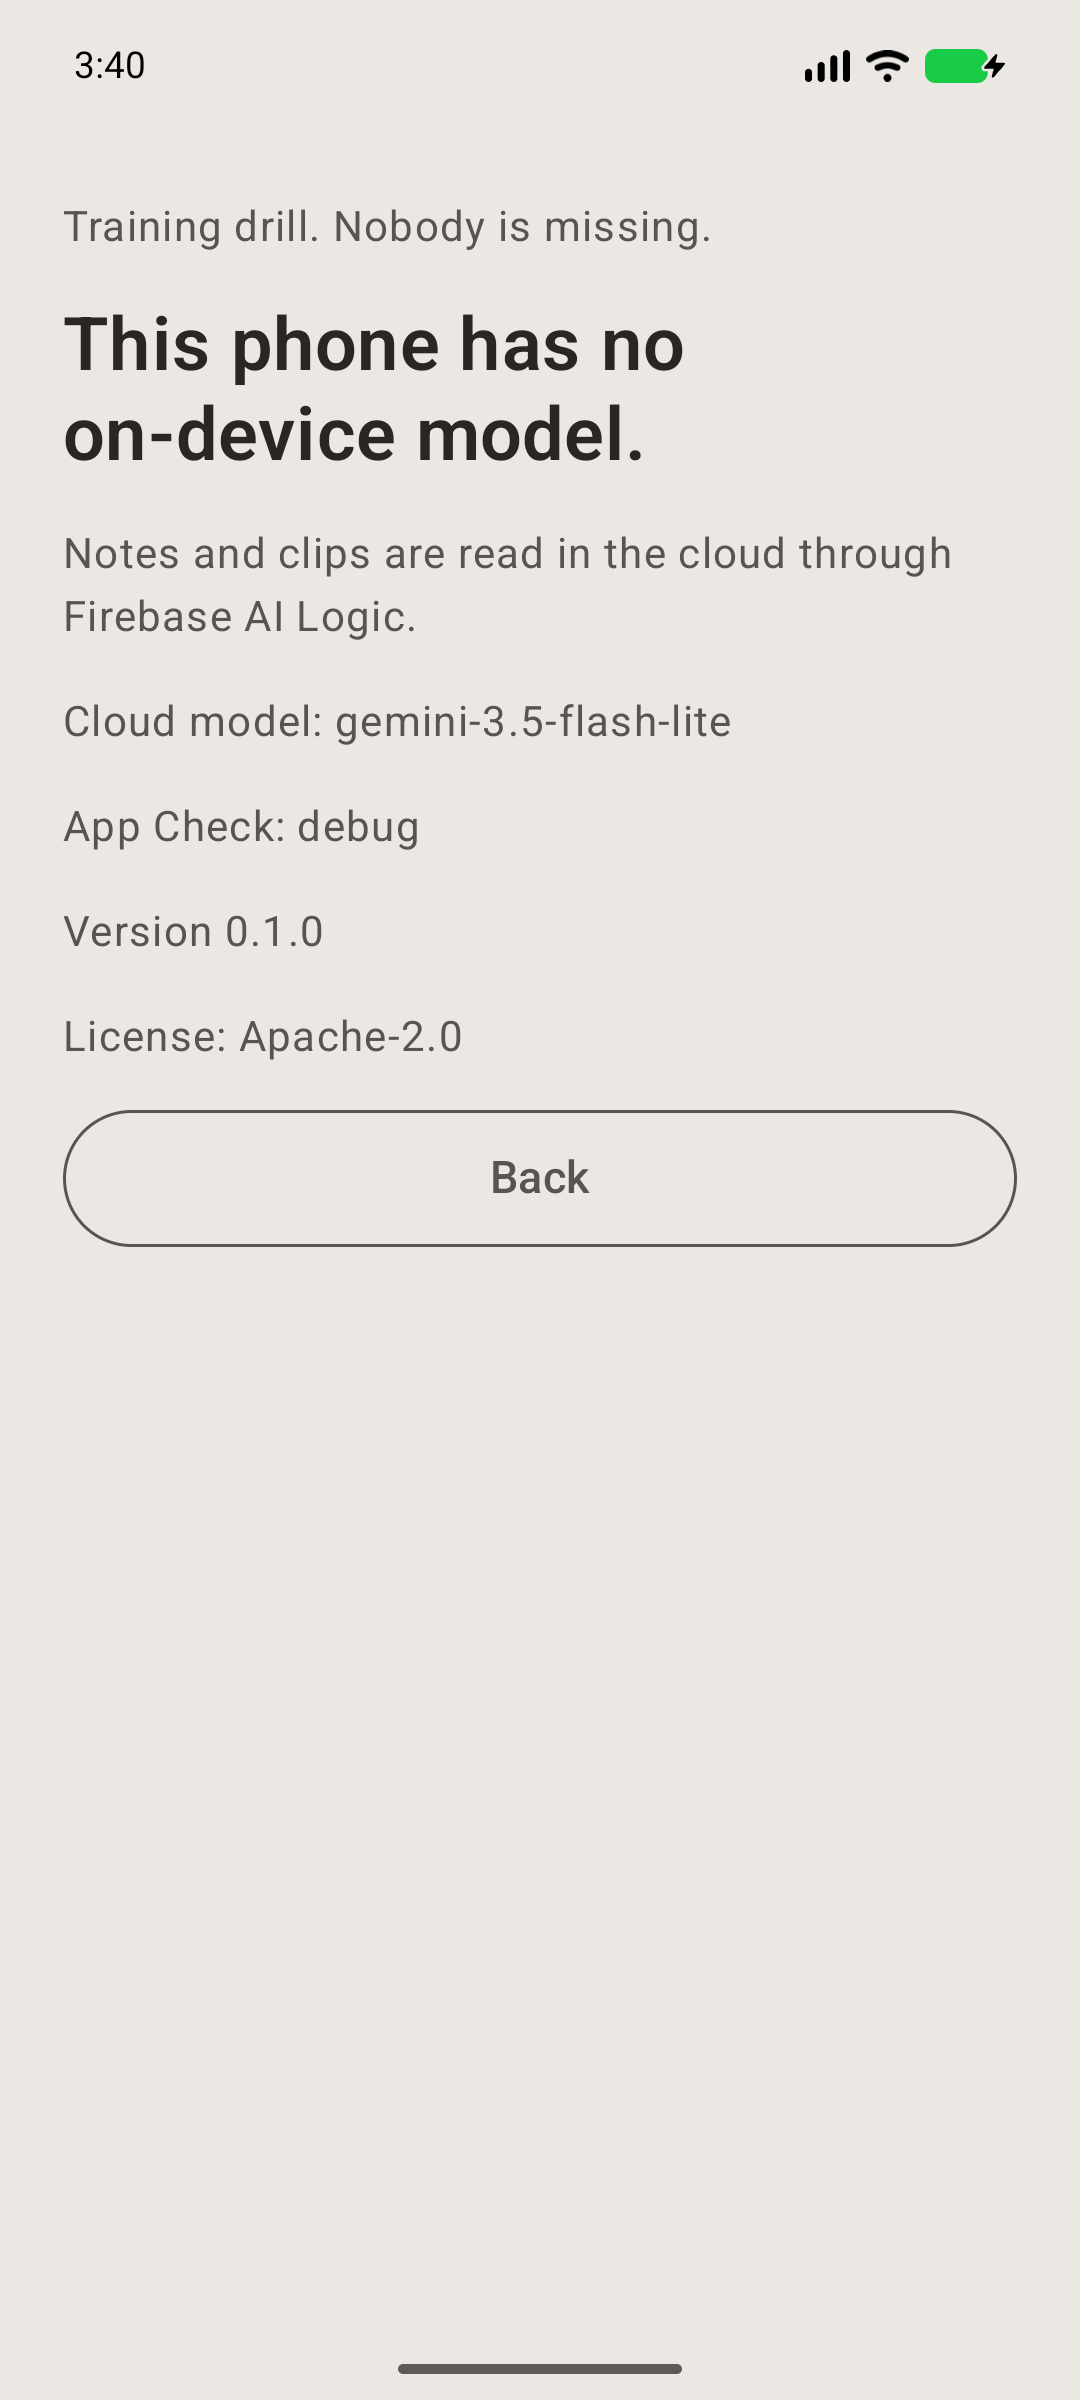 3:40
Training drill. Nobody is missing.
This phone has no
on-device model.
Notes and clips are read in the cloud through
Firebase AI Logic.
Cloud model: gemini-3.5-flash-lite
App Check: debug
Version 0.1.0
License: Apache-2.0
Back